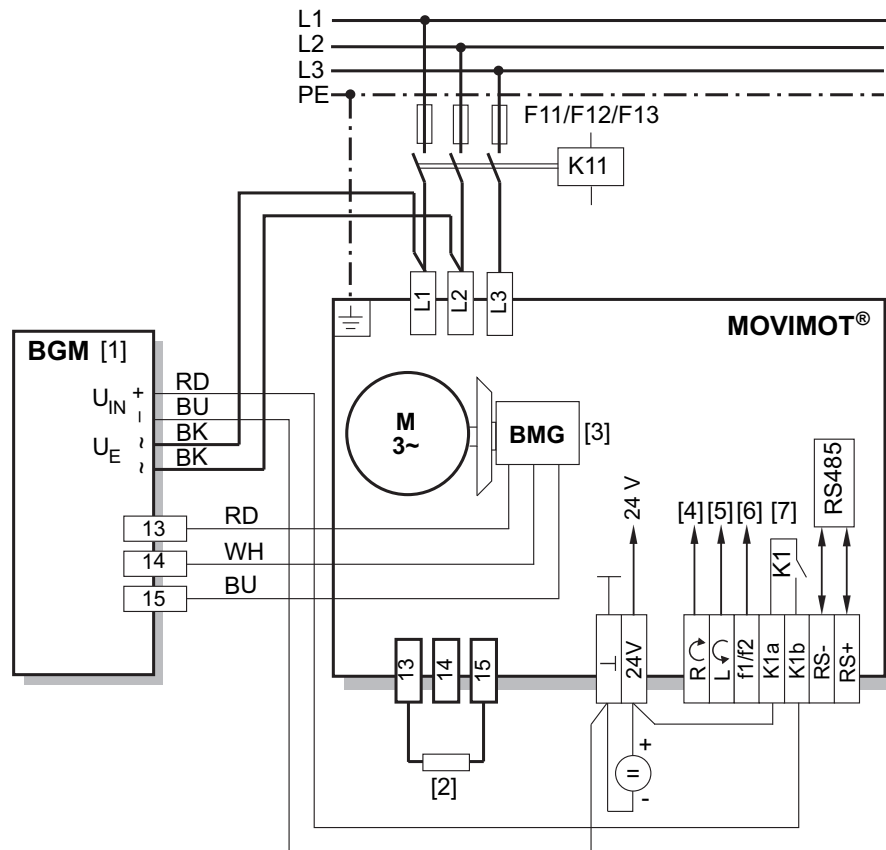 L1
L2
L3
PE
F11/F12/F13
K11
L1
L2
L3
MOVIMOT®
BGM [1]
UIN + −
RD
BU
UE ~ ~
BK
BK
M
3~
BMG [3]
24 V
[4] [5] [6] [7]
RS485
K1
13
RD
14
WH
15
BU
13
14
15
⊥
24V
R
L
f1/f2
K1a
K1b
RS-
RS+
[2]
+
=
-